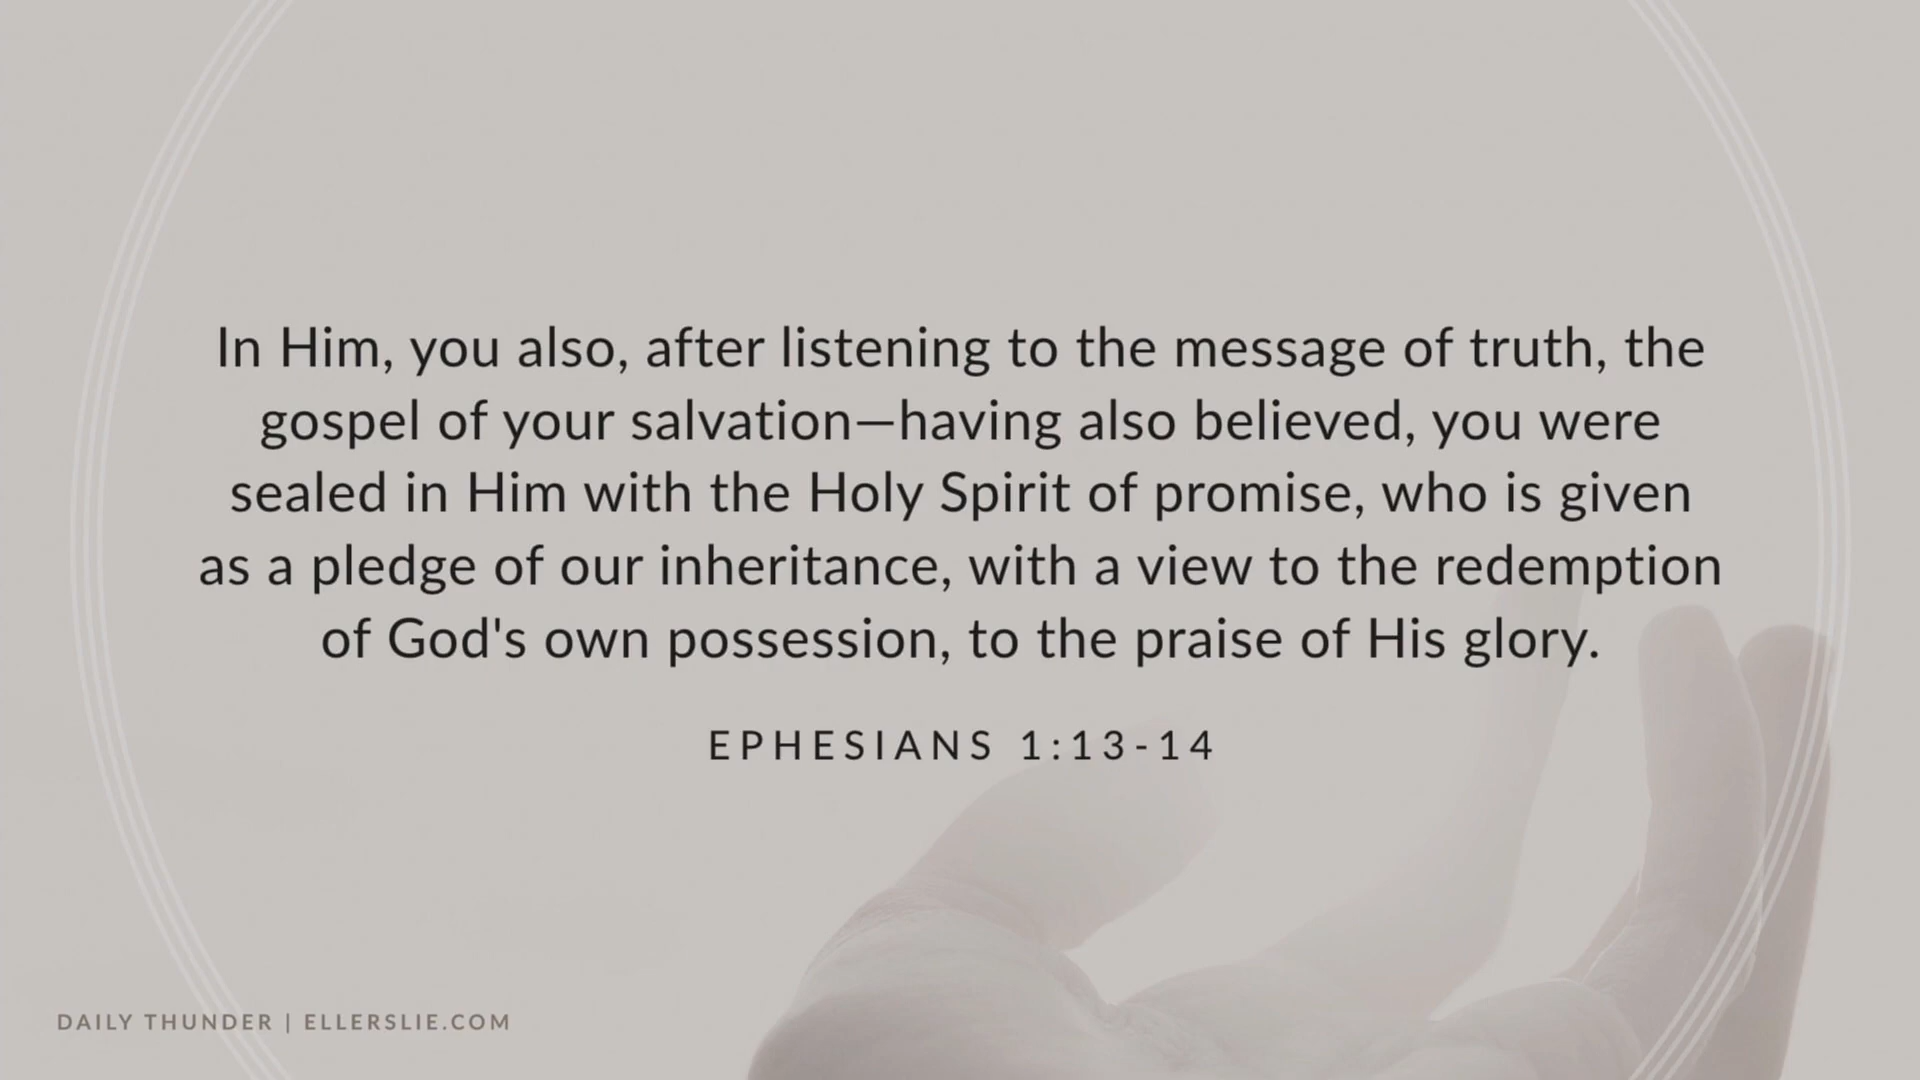 In Him, you also, after listening to the message of truth, the
gospel of your salvation—having also believed, you were
sealed in Him with the Holy Spirit of promise, who is given
as a pledge of our inheritance, with a view to the redemption
of God's own possession, to the praise of His glory.
EPHESIANS 1:13-14
DAILY THUNDER | ELLERSLIE.COM